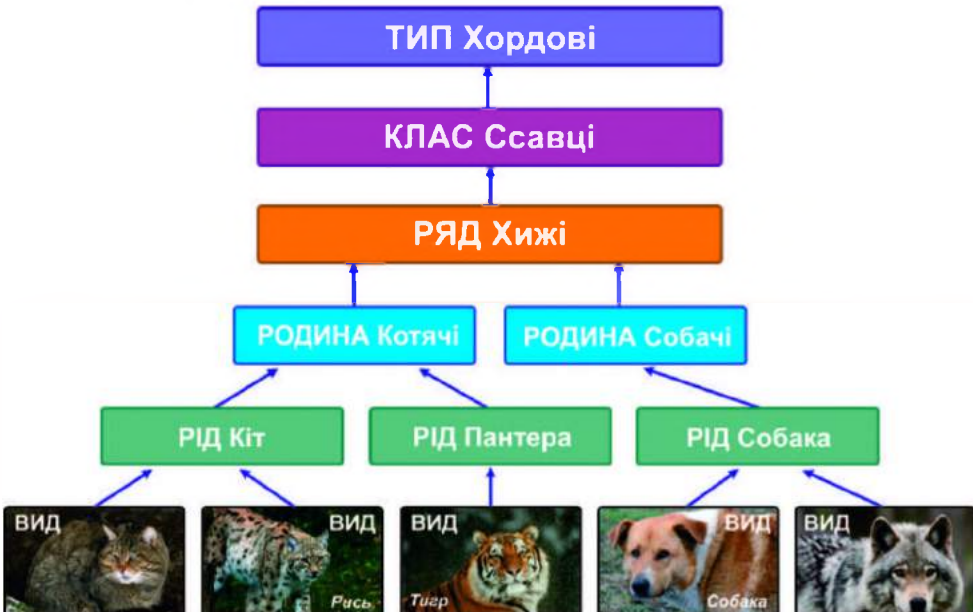 ТИП Хордові
КЛАС Ссавці
РЯД Хижі
РОДИНА Котячі
РОДИНА Собачі
РІД Кіт
РІД Пантера
РІД Собака
ВИД
ВИД
Рись
ВИД
Тигр
ВИД
Собака
ВИД